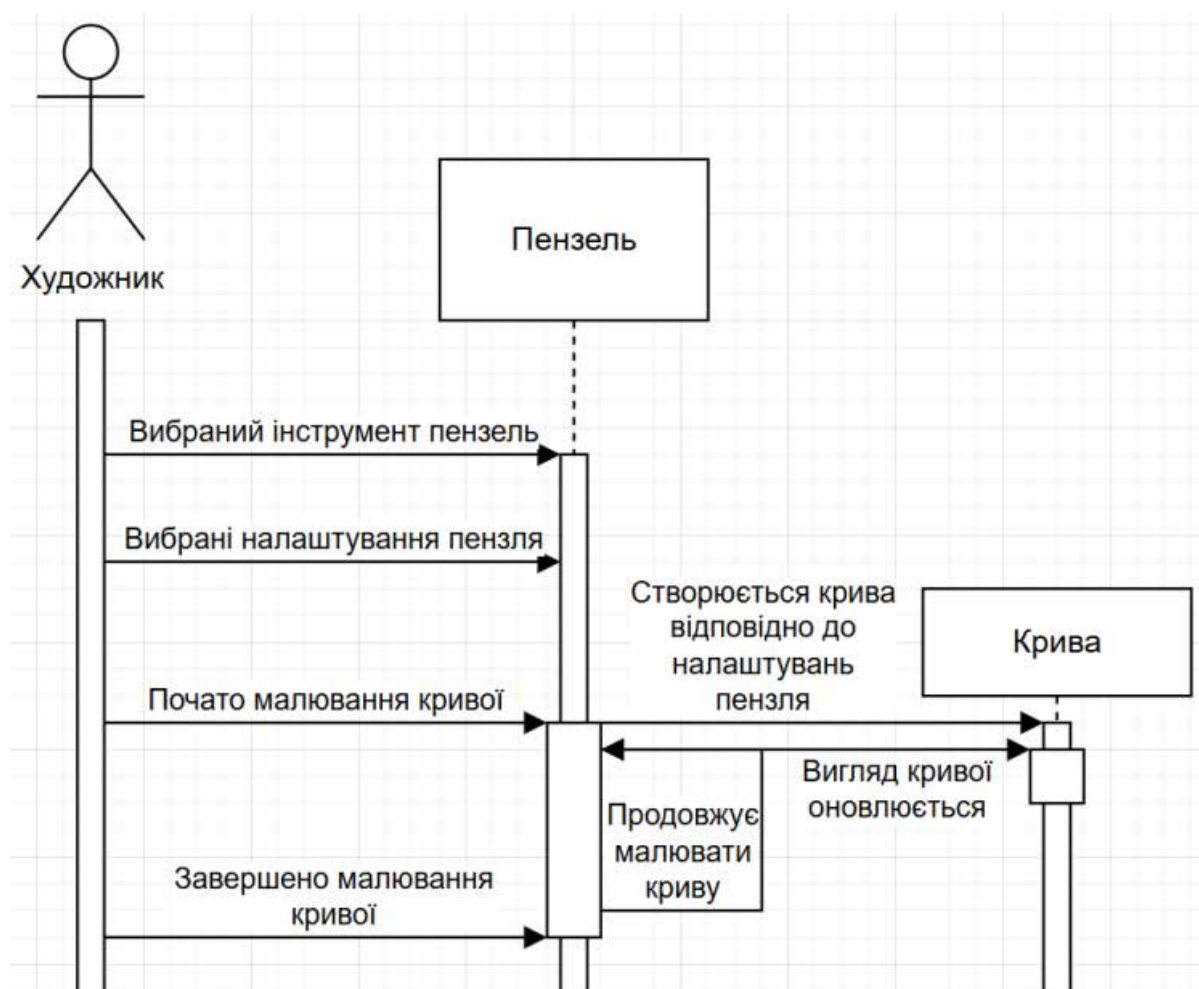 Художник
Пензель
Вибраний інструмент пензель
Вибрані налаштування пензля
Створюється крива
відповідно до
налаштувань
пензля
Крива
Почато малювання кривої
Вигляд кривої
оновлюється
Продовжує
малювати
криву
Завершено малювання
кривої